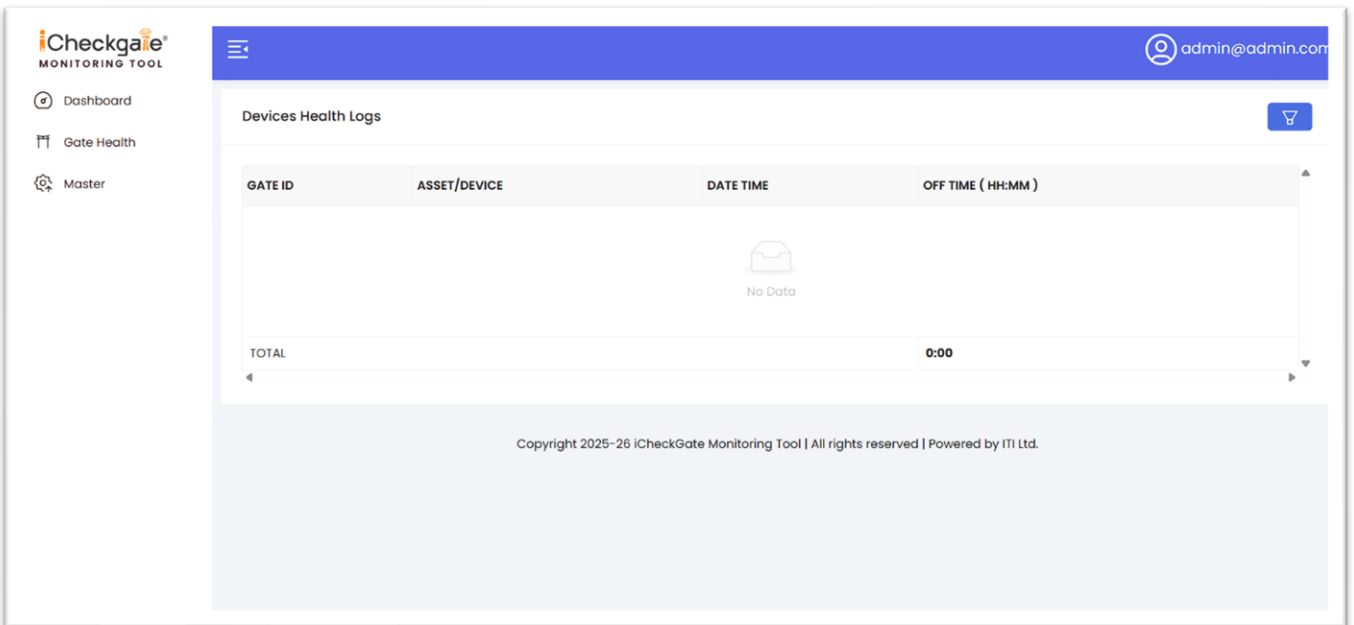 iCheckgate®
MONITORING TOOL
admin@admin.com
Dashboard
Gate Health
Master
Devices Health Logs
GATE ID ASSET/DEVICE DATE TIME OFF TIME ( HH:MM )
No Data
TOTAL 0:00
Copyright 2025-26 iCheckGate Monitoring Tool | All rights reserved | Powered by ITI Ltd.